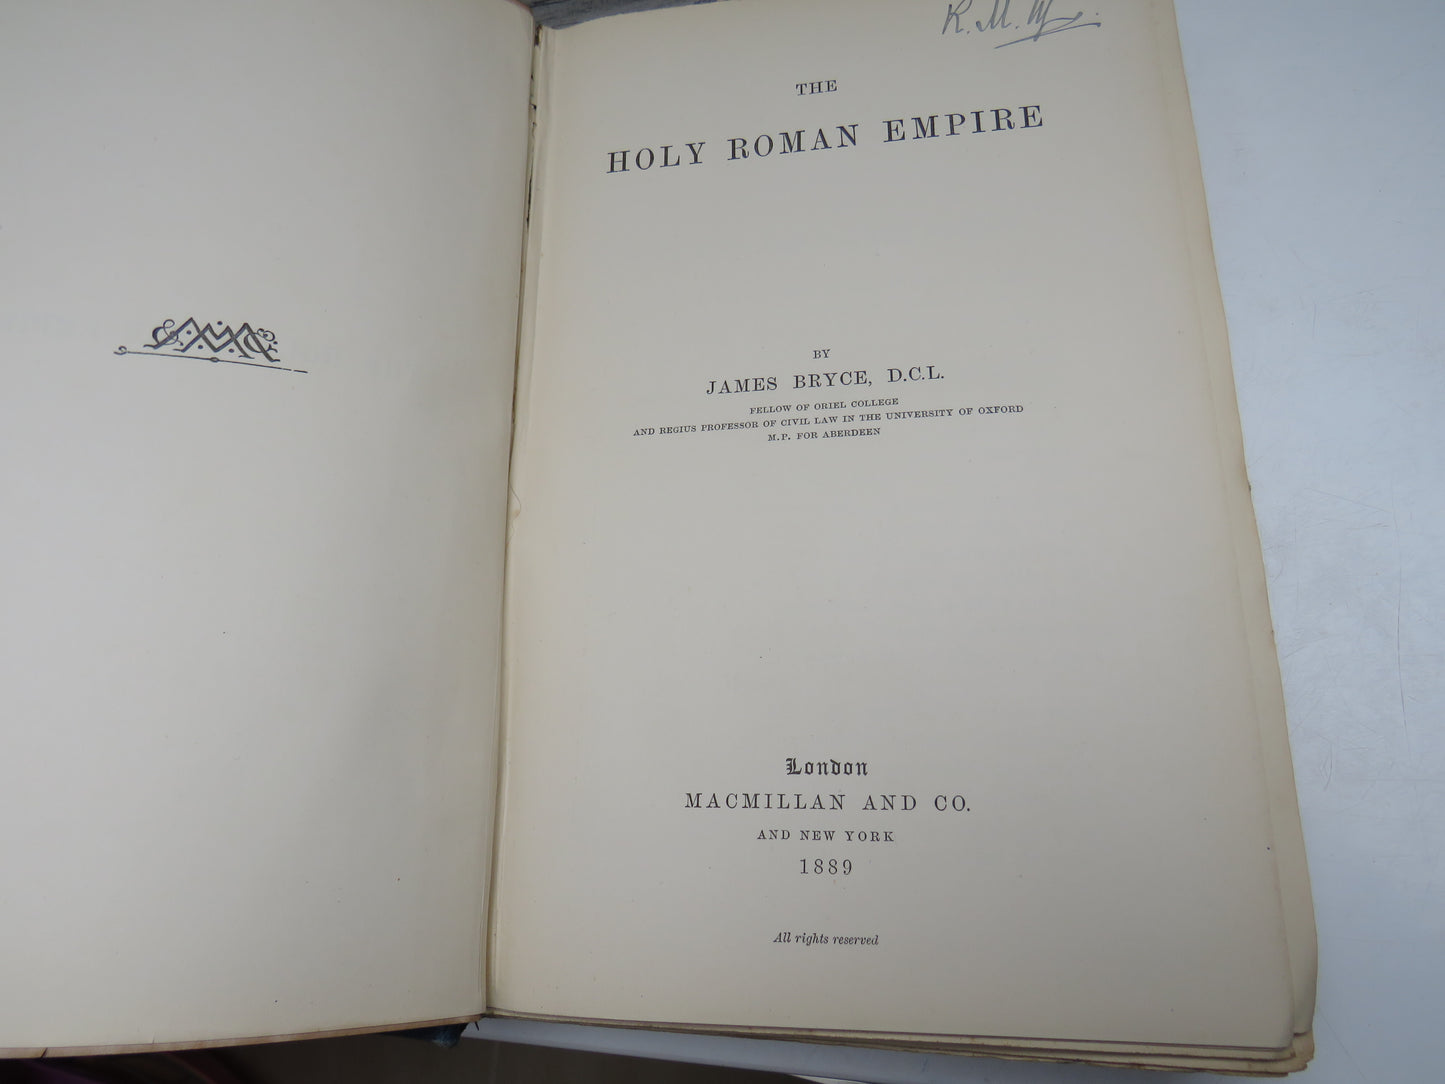 THE
HOLY ROMAN EMPIRE
BY
JAMES BRYCE, D.C.L.
FELLOW OF ORIEL COLLEGE
AND REGIUS PROFESSOR OF CIVIL LAW IN THE UNIVERSITY OF OXFORD
M.P. FOR ABERDEEN
London
MACMILLAN AND CO.
AND NEW YORK
1889
All rights reserved